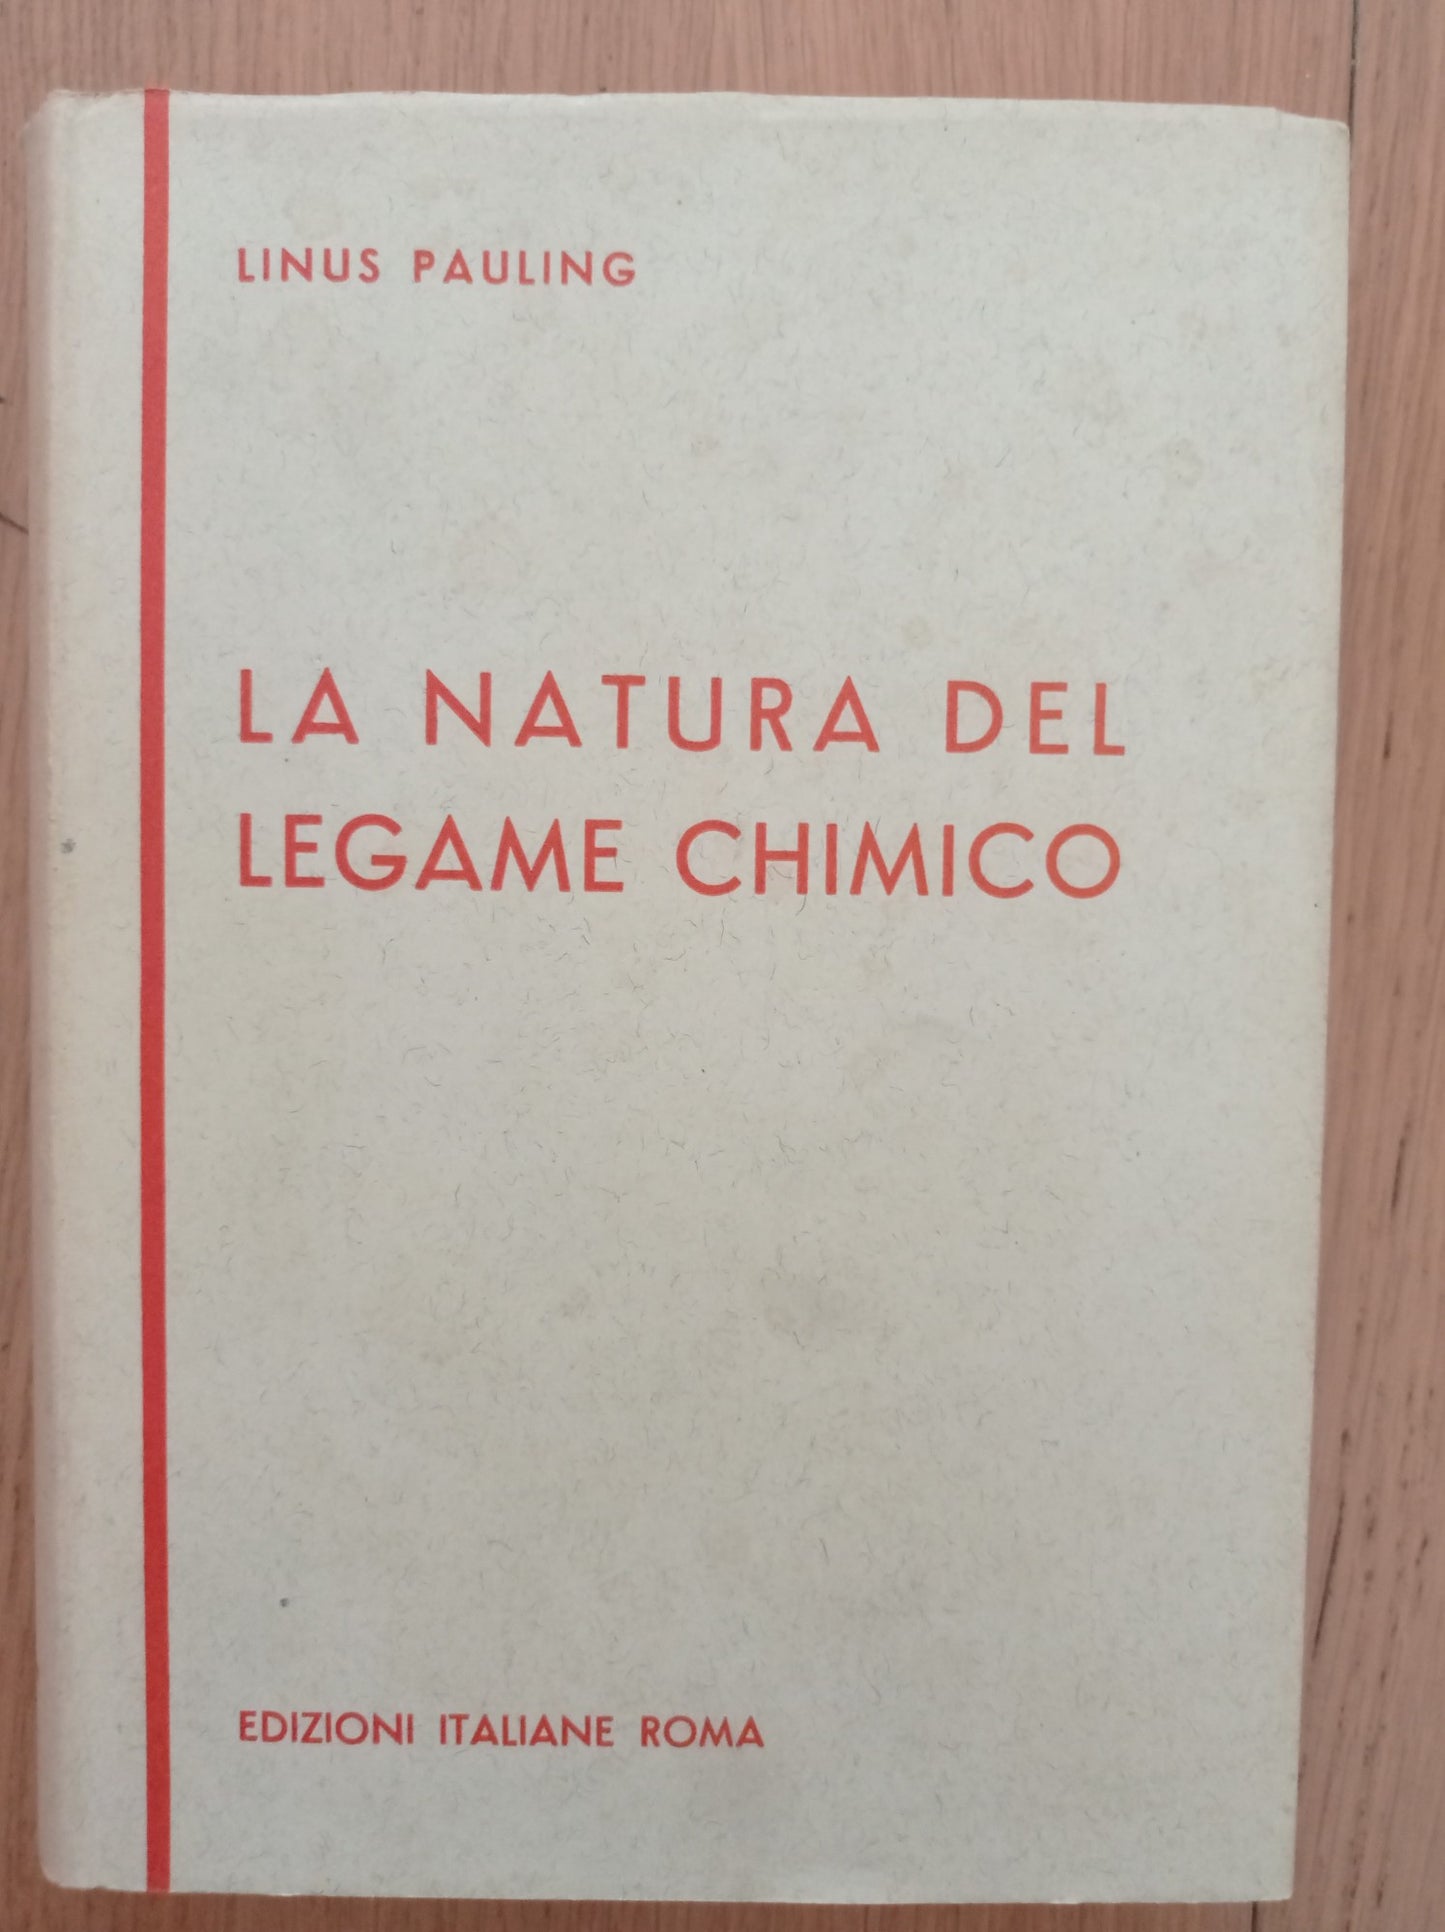 LINUS PAULING
LA NATURA DEL
LEGAME CHIMICO
EDIZIONI ITALIANE ROMA